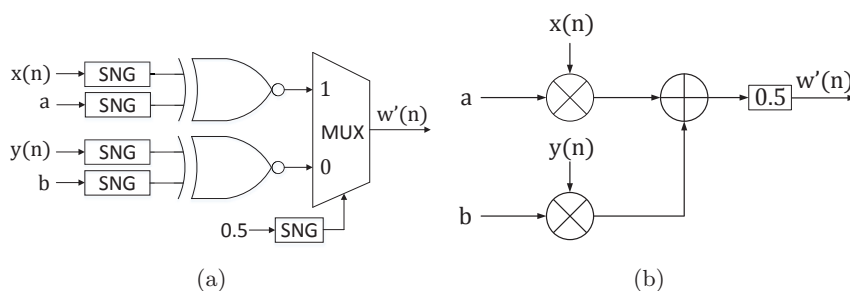 x(n)
SNG
a
SNG
1
MUX
w'(n)
y(n)
SNG
b
SNG
0
0.5
SNG
(a)
x(n)
a
0.5
w'(n)
y(n)
b
(b)